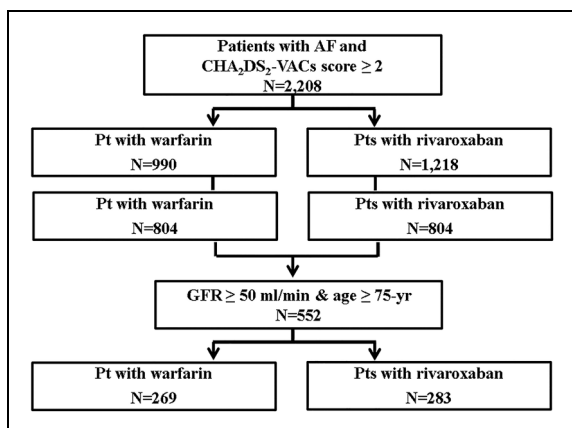 Patients with AF and
CHA₂DS₂-VACs score ≥ 2
N=2,208
Pt with warfarin
N=990
Pts with rivaroxaban
N=1,218
Pt with warfarin
N=804
Pts with rivaroxaban
N=804
GFR ≥ 50 ml/min & age ≥ 75-yr
N=552
Pt with warfarin
N=269
Pts with rivaroxaban
N=283